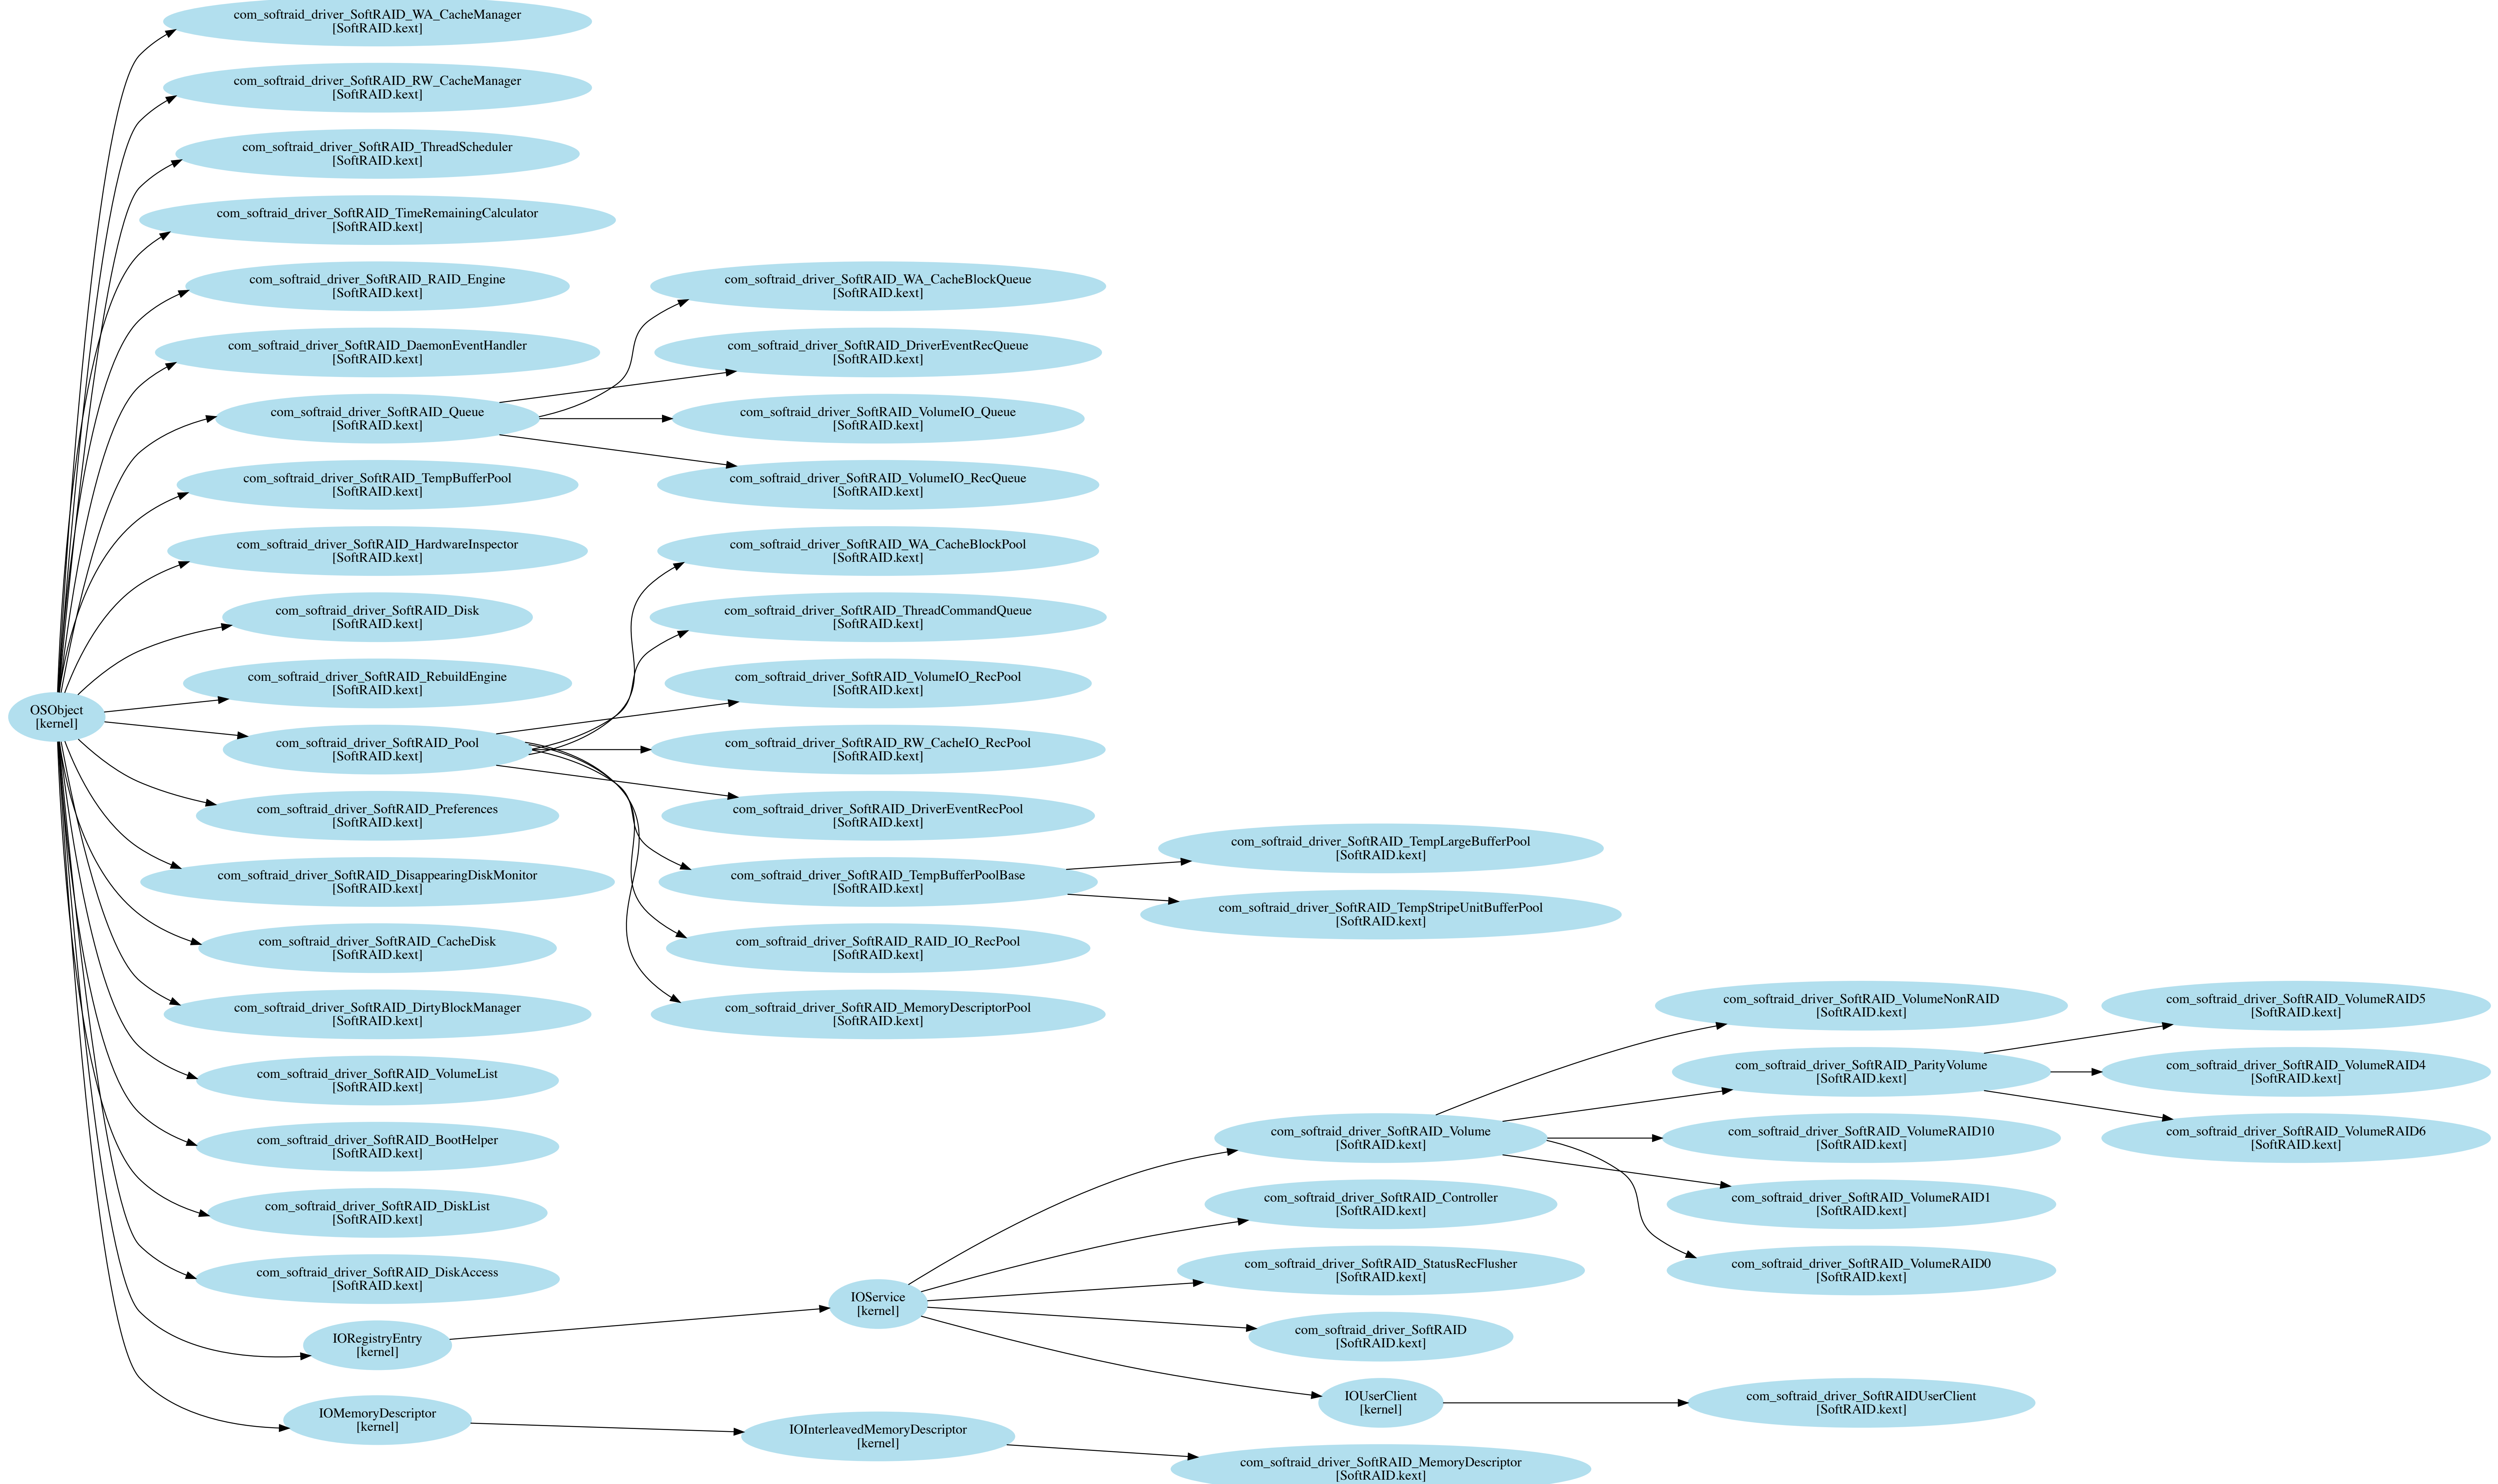 com_softraid_driver_SoftRAID_WA_CacheManager
[SoftRAID.kext]
com_softraid_driver_SoftRAID_RW_CacheManager
[SoftRAID.kext]
com_softraid_driver_SoftRAID_ThreadScheduler
[SoftRAID.kext]
com_softraid_driver_SoftRAID_TimeRemainingCalculator
[SoftRAID.kext]
com_softraid_driver_SoftRAID_RAID_Engine
[SoftRAID.kext]
com_softraid_driver_SoftRAID_DaemonEventHandler
[SoftRAID.kext]
com_softraid_driver_SoftRAID_Queue
[SoftRAID.kext]
com_softraid_driver_SoftRAID_TempBufferPool
[SoftRAID.kext]
com_softraid_driver_SoftRAID_HardwareInspector
[SoftRAID.kext]
com_softraid_driver_SoftRAID_Disk
[SoftRAID.kext]
com_softraid_driver_SoftRAID_RebuildEngine
[SoftRAID.kext]
OSObject
[kernel]
com_softraid_driver_SoftRAID_Pool
[SoftRAID.kext]
com_softraid_driver_SoftRAID_Preferences
[SoftRAID.kext]
com_softraid_driver_SoftRAID_DisappearingDiskMonitor
[SoftRAID.kext]
com_softraid_driver_SoftRAID_CacheDisk
[SoftRAID.kext]
com_softraid_driver_SoftRAID_DirtyBlockManager
[SoftRAID.kext]
com_softraid_driver_SoftRAID_VolumeList
[SoftRAID.kext]
com_softraid_driver_SoftRAID_BootHelper
[SoftRAID.kext]
com_softraid_driver_SoftRAID_DiskList
[SoftRAID.kext]
com_softraid_driver_SoftRAID_DiskAccess
[SoftRAID.kext]
IORegistryEntry
[kernel]
IOMemoryDescriptor
[kernel]
com_softraid_driver_SoftRAID_WA_CacheBlockQueue
[SoftRAID.kext]
com_softraid_driver_SoftRAID_DriverEventRecQueue
[SoftRAID.kext]
com_softraid_driver_SoftRAID_VolumeIO_Queue
[SoftRAID.kext]
com_softraid_driver_SoftRAID_VolumeIO_RecQueue
[SoftRAID.kext]
com_softraid_driver_SoftRAID_WA_CacheBlockPool
[SoftRAID.kext]
com_softraid_driver_SoftRAID_ThreadCommandQueue
[SoftRAID.kext]
com_softraid_driver_SoftRAID_VolumeIO_RecPool
[SoftRAID.kext]
com_softraid_driver_SoftRAID_RW_CacheIO_RecPool
[SoftRAID.kext]
com_softraid_driver_SoftRAID_DriverEventRecPool
[SoftRAID.kext]
com_softraid_driver_SoftRAID_TempBufferPoolBase
[SoftRAID.kext]
com_softraid_driver_SoftRAID_RAID_IO_RecPool
[SoftRAID.kext]
com_softraid_driver_SoftRAID_MemoryDescriptorPool
[SoftRAID.kext]
IOService
[kernel]
IOInterleavedMemoryDescriptor
[kernel]
com_softraid_driver_SoftRAID_TempLargeBufferPool
[SoftRAID.kext]
com_softraid_driver_SoftRAID_TempStripeUnitBufferPool
[SoftRAID.kext]
com_softraid_driver_SoftRAID_Volume
[SoftRAID.kext]
com_softraid_driver_SoftRAID_Controller
[SoftRAID.kext]
com_softraid_driver_SoftRAID_StatusRecFlusher
[SoftRAID.kext]
com_softraid_driver_SoftRAID
[SoftRAID.kext]
IOUserClient
[kernel]
com_softraid_driver_SoftRAID_MemoryDescriptor
[SoftRAID.kext]
com_softraid_driver_SoftRAID_VolumeNonRAID
[SoftRAID.kext]
com_softraid_driver_SoftRAID_ParityVolume
[SoftRAID.kext]
com_softraid_driver_SoftRAID_VolumeRAID10
[SoftRAID.kext]
com_softraid_driver_SoftRAID_VolumeRAID1
[SoftRAID.kext]
com_softraid_driver_SoftRAID_VolumeRAID0
[SoftRAID.kext]
com_softraid_driver_SoftRAIDUserClient
[SoftRAID.kext]
com_softraid_driver_SoftRAID_VolumeRAID5
[SoftRAID.kext]
com_softraid_driver_SoftRAID_VolumeRAID4
[SoftRAID.kext]
com_softraid_driver_SoftRAID_VolumeRAID6
[SoftRAID.kext]